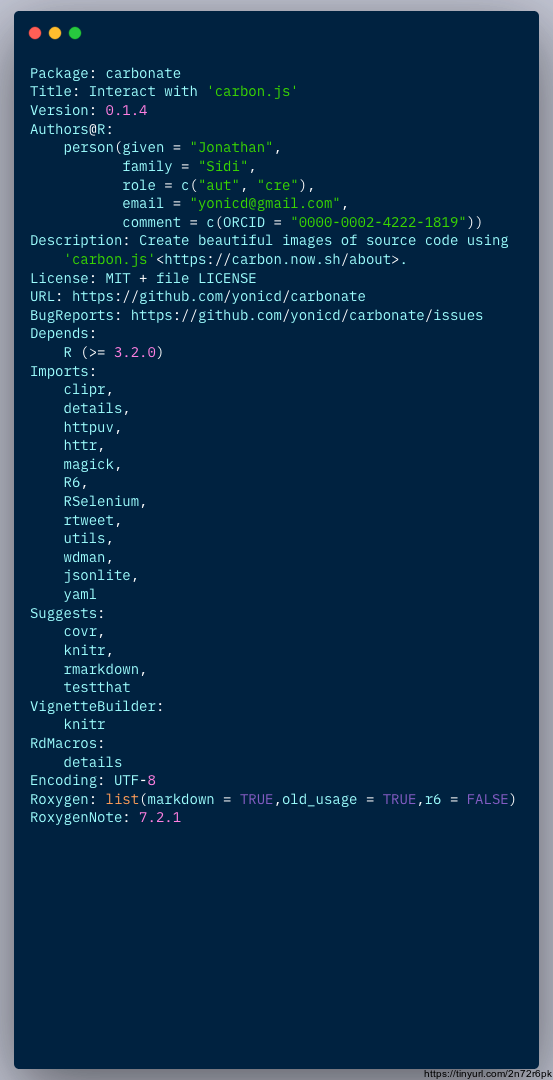 Package: carbonate
Title: Interact with 'carbon.js'
Version: 0.1.4
Authors@R:
    person(given = "Jonathan",
           family = "Sidi",
           role = c("aut", "cre"),
           email = "yonicd@gmail.com",
           comment = c(ORCID = "0000-0002-4222-1819"))
Description: Create beautiful images of source code using
    'carbon.js'<https://carbon.now.sh/about>.
License: MIT + file LICENSE
URL: https://github.com/yonicd/carbonate
BugReports: https://github.com/yonicd/carbonate/issues
Depends:
    R (>= 3.2.0)
Imports:
    clipr,
    details,
    httpuv,
    httr,
    magick,
    R6,
    RSelenium,
    rtweet,
    utils,
    wdman,
    jsonlite,
    yaml
Suggests:
    covr,
    knitr,
    rmarkdown,
    testthat
VignetteBuilder:
    knitr
RdMacros:
    details
Encoding: UTF-8
Roxygen: list(markdown = TRUE,old_usage = TRUE,r6 = FALSE)
RoxygenNote: 7.2.1
https://tinyurl.com/2n72r6pk